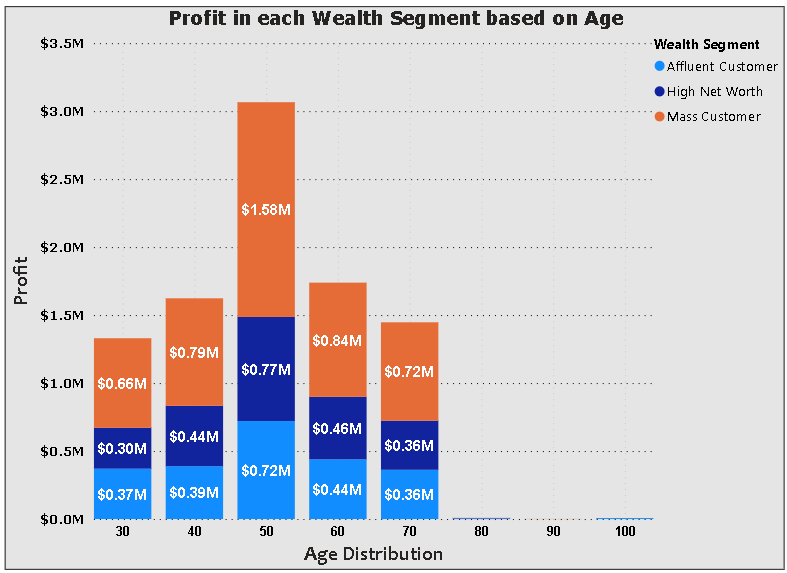 Profit in each Wealth Segment based on Age
Wealth Segment
Affluent Customer
High Net Worth
Mass Customer
$3.5M
$3.0M
$2.5M
$2.0M
$1.5M
$1.0M
$0.5M
$0.0M
Profit
$0.66M
$0.30M
$0.37M
$0.79M
$0.44M
$0.39M
$1.58M
$0.77M
$0.72M
$0.84M
$0.46M
$0.44M
$0.72M
$0.36M
$0.36M
30 40 50 60 70 80 90 100
Age Distribution